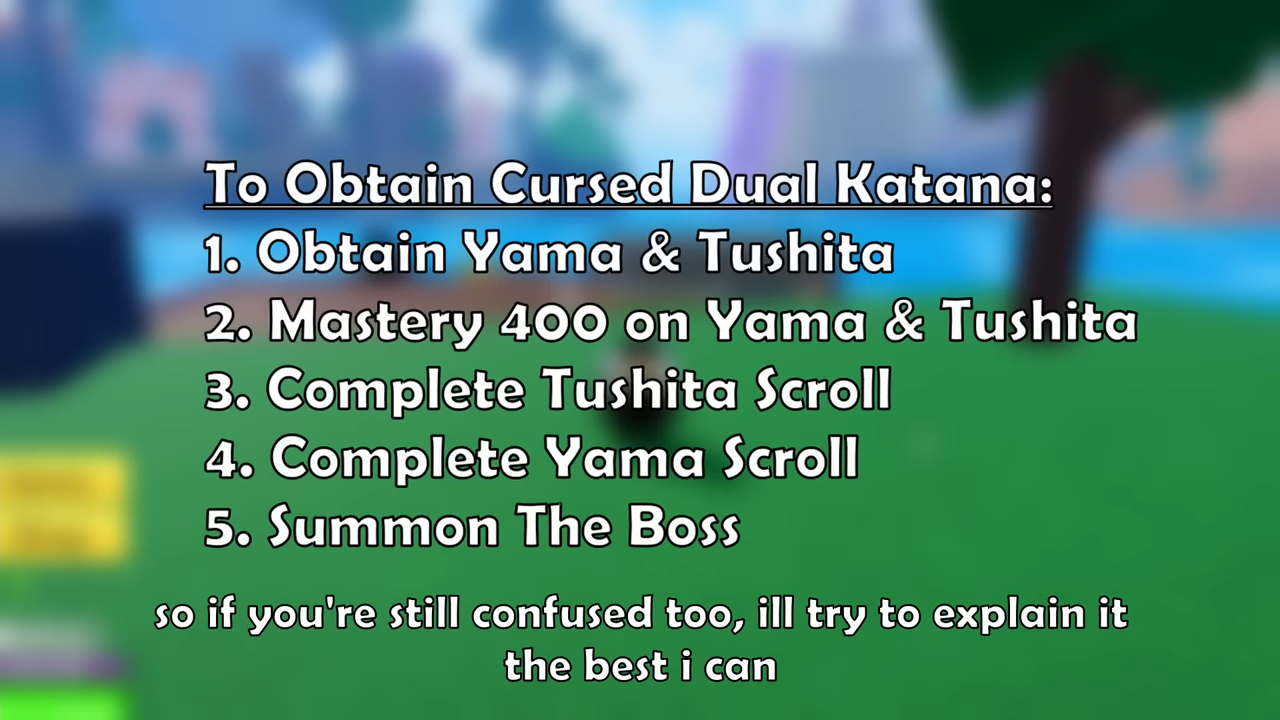 To Obtain Cursed Dual Katana:
1. Obtain Yama & Tushita
2. Mastery 400 on Yama & Tushita
3. Complete Tushita Scroll
4. Complete Yama Scroll
5. Summon The Boss
so if you're still confused too, ill try to explain it
the best i can